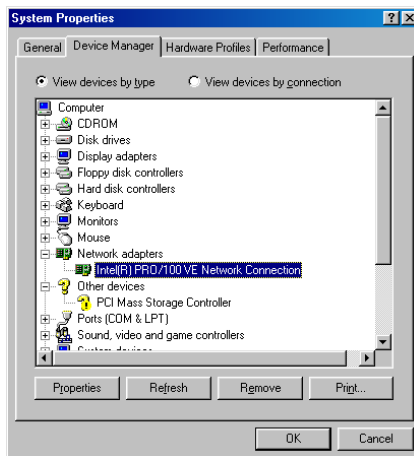 System Properties
General Device Manager Hardware Profiles Performance
View devices by type View devices by connection
Computer
CDROM
Disk drives
Display adapters
Floppy disk controllers
Hard disk controllers
Keyboard
Monitors
Mouse
Network adapters
Intel(R) PRO/100 VE Network Connection
Other devices
PCI Mass Storage Controller
Ports (COM & LPT)
Sound, video and game controllers
System devices
Properties Refresh Remove Print...
OK Cancel